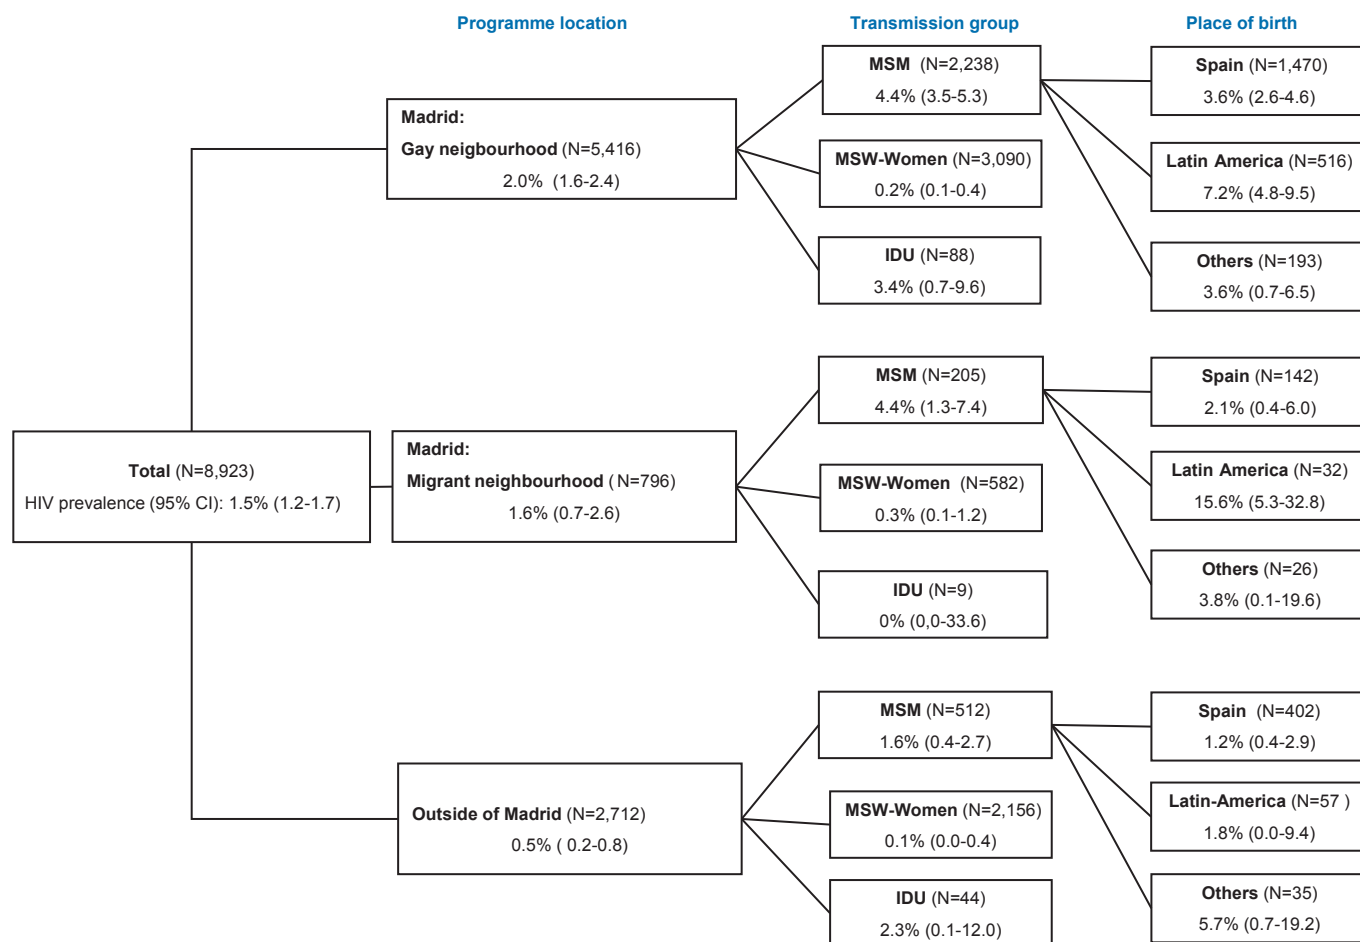 Programme location
Transmission group
Place of birth
Total (N=8,923)
HIV prevalence (95% CI): 1.5% (1.2-1.7)
Madrid:
Gay neigbourhood (N=5,416)
2.0% (1.6-2.4)
MSM (N=2,238)
4.4% (3.5-5.3)
Spain (N=1,470)
3.6% (2.6-4.6)
Latin America (N=516)
7.2% (4.8-9.5)
Others (N=193)
3.6% (0.7-6.5)
MSW-Women (N=3,090)
0.2% (0.1-0.4)
IDU (N=88)
3.4% (0.7-9.6)
Madrid:
Migrant neighbourhood ( N=796)
1.6% (0.7-2.6)
MSM (N=205)
4.4% (1.3-7.4)
Spain (N=142)
2.1% (0.4-6.0)
Latin America (N=32)
15.6% (5.3-32.8)
Others (N=26)
3.8% (0.1-19.6)
MSW-Women (N=582)
0.3% (0.1-1.2)
IDU (N=9)
0% (0,0-33.6)
Outside of Madrid (N=2,712)
0.5% ( 0.2-0.8)
MSM (N=512)
1.6% (0.4-2.7)
Spain (N=402)
1.2% (0.4-2.9)
Latin-America (N=57 )
1.8% (0.0-9.4)
Others (N=35)
5.7% (0.7-19.2)
MSW-Women (N=2,156)
0.1% (0.0-0.4)
IDU (N=44)
2.3% (0.1-12.0)